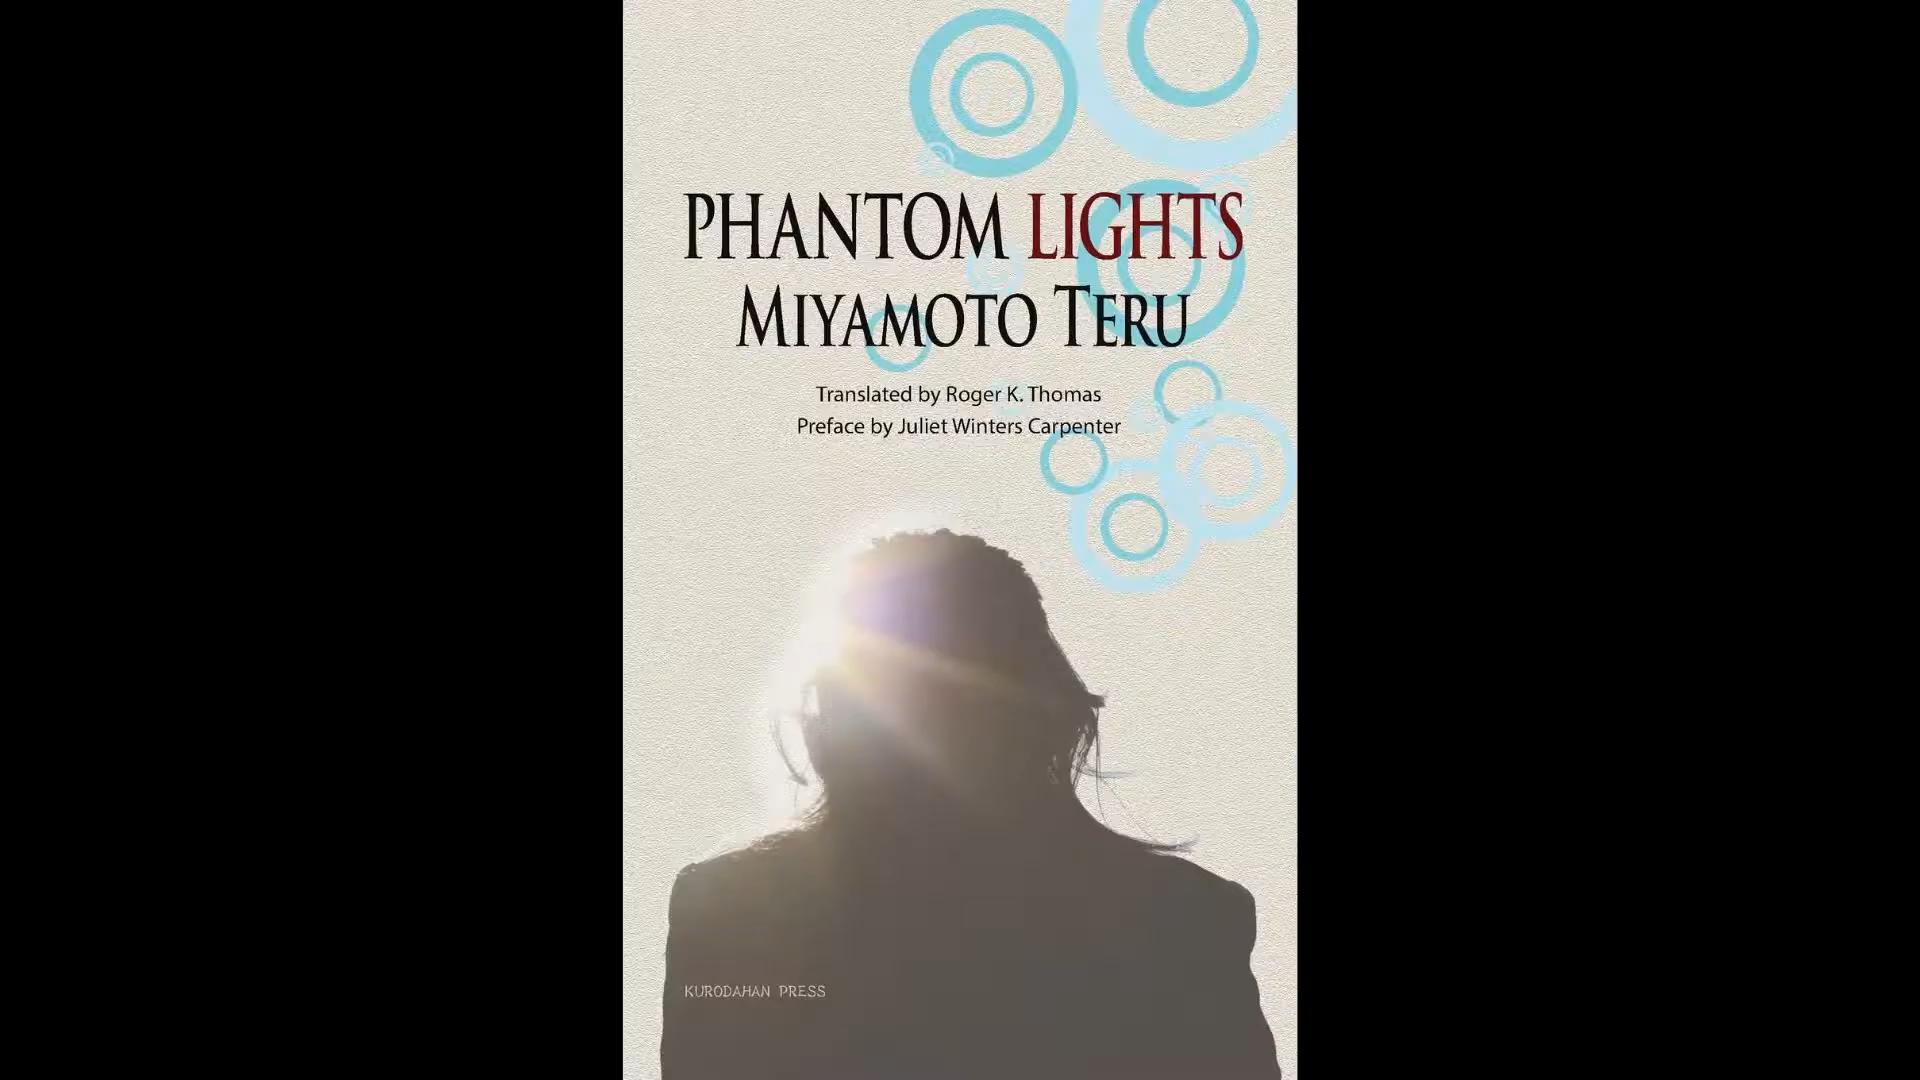 PHANTOM LIGHTS
MIYAMOTO TERU
Translated by Roger K. Thomas
Preface by Juliet Winters Carpenter
KURODAHAN PRESS